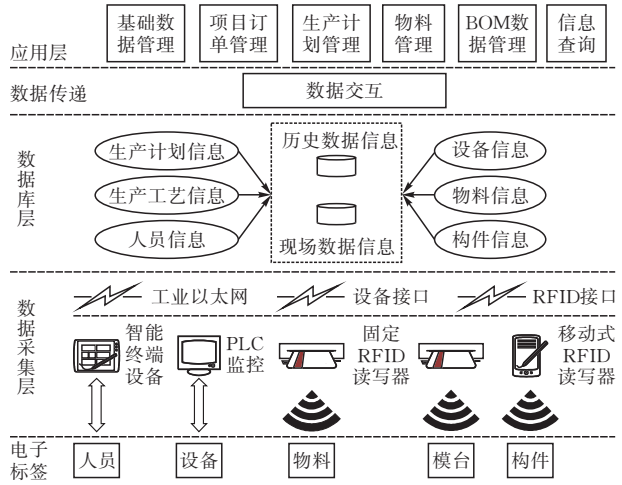 基础数
据管理
项目订
单管理
生产计
划管理
物料
管理
BOM数
据管理
信息
查询
应用层
数据传递
数据交互
数据库层
生产计划信息
生产工艺信息
人员信息
历史数据信息
现场数据信息
设备信息
物料信息
构件信息
数据采集层
工业以太网
设备接口
RFID接口
智能
终端
设备
PLC
监控
固定
RFID
读写器
移动式
RFID
读写器
电子
标签
人员
设备
物料
模台
构件